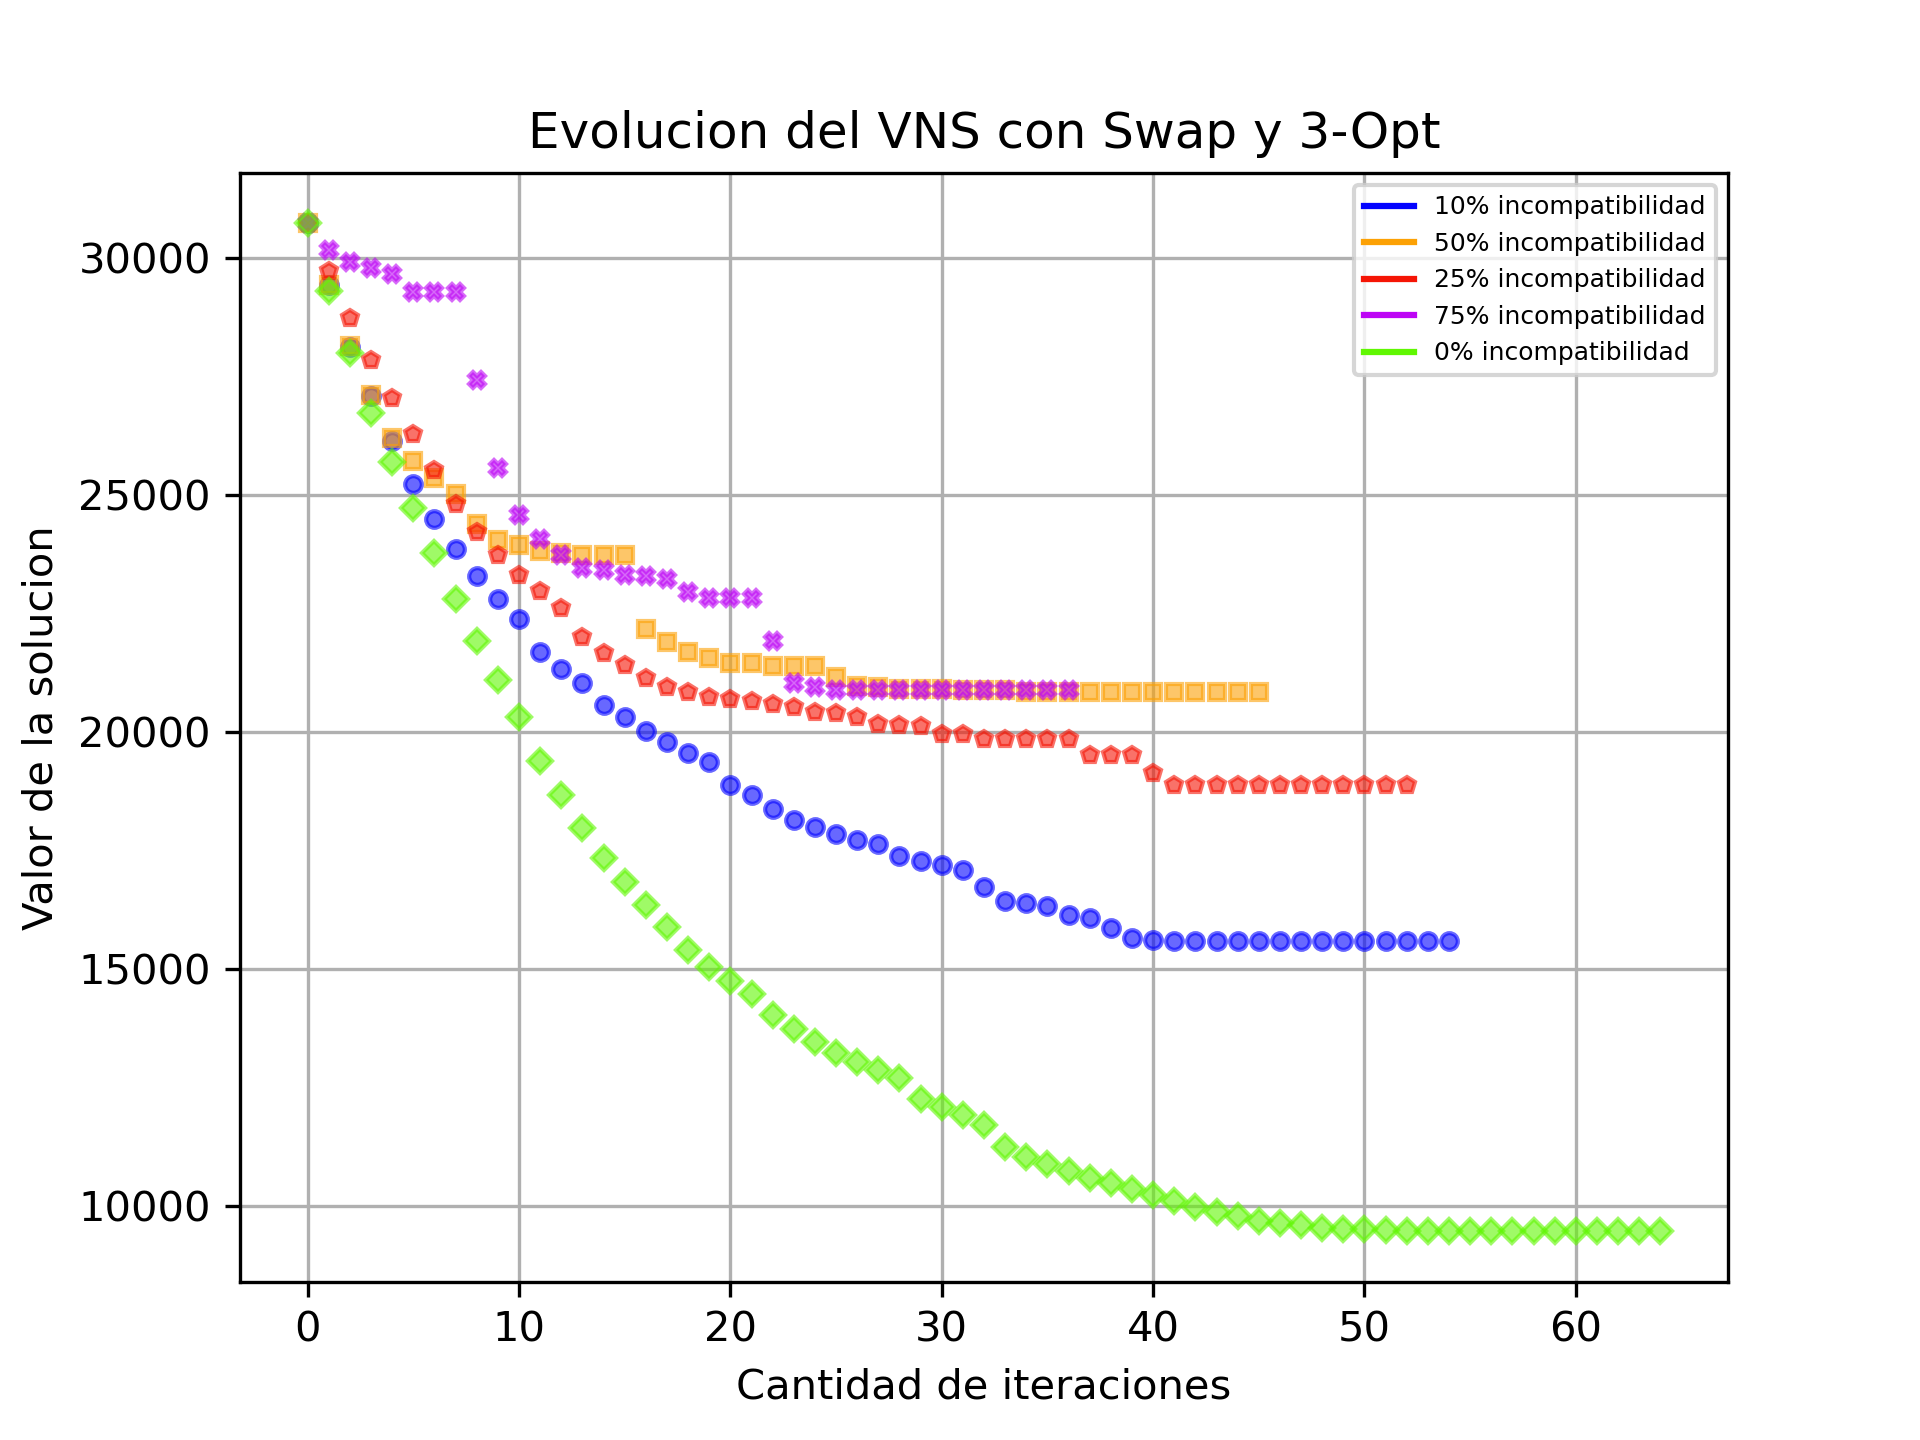 Evolucion del VNS con Swap y 3-Opt
10% incompatibilidad
50% incompatibilidad
25% incompatibilidad
75% incompatibilidad
0% incompatibilidad
Valor de la solucion
30000
25000
20000
15000
10000
0 10 20 30 40 50 60
Cantidad de iteraciones